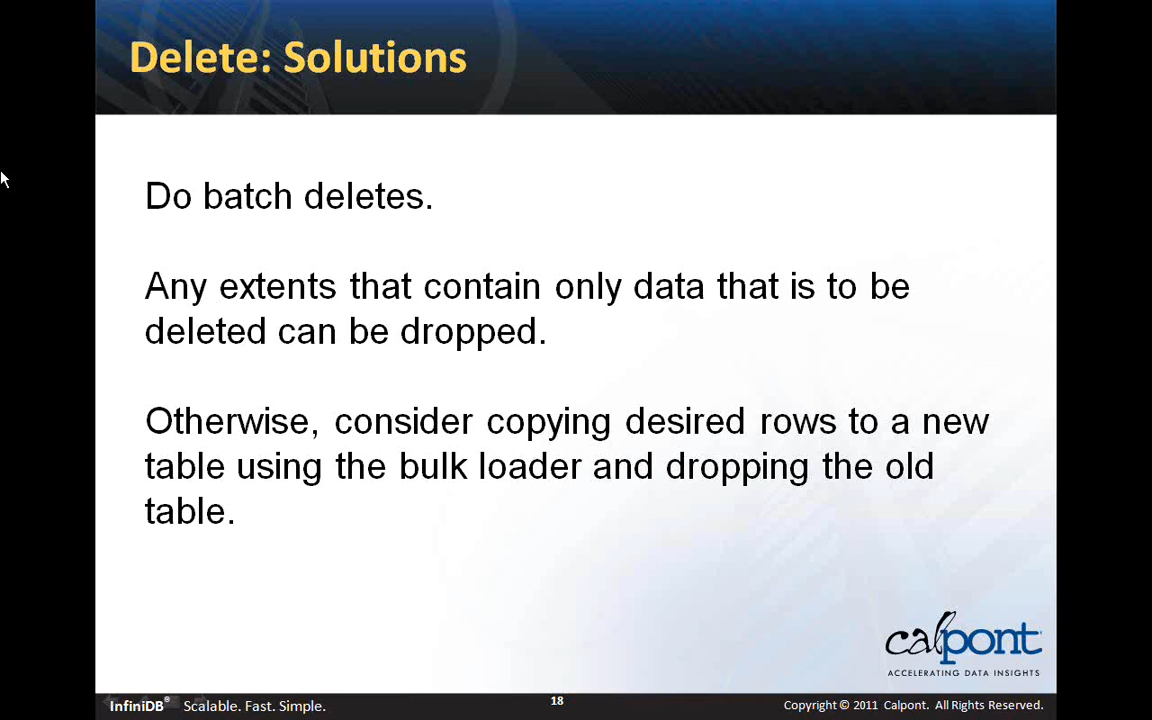 Delete: Solutions
Do batch deletes.
Any extents that contain only data that is to be
deleted can be dropped.
Otherwise, consider copying desired rows to a new
table using the bulk loader and dropping the old
table.
calpont
ACCELERATING DATA INSIGHTS
InfiniDB® Scalable. Fast. Simple. 18 Copyright © 2011 Calpont. All Rights Reserved.